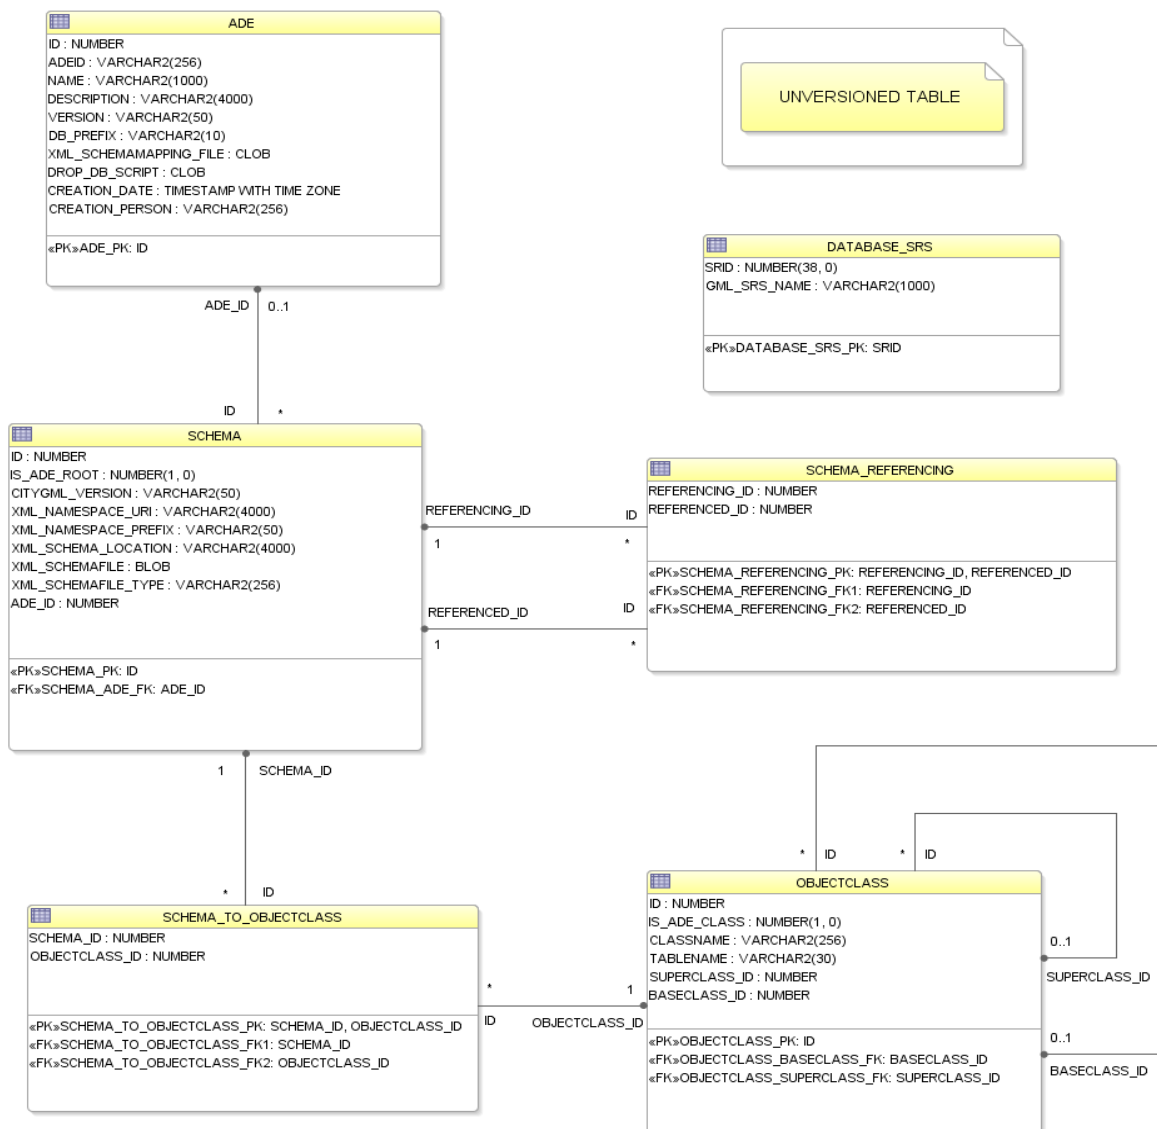 ADE
ID : NUMBER
ADEID : VARCHAR2(256)
NAME : VARCHAR2(1000)
DESCRIPTION : VARCHAR2(4000)
VERSION : VARCHAR2(50)
DB_PREFIX : VARCHAR2(10)
XML_SCHEMAMAPPING_FILE : CLOB
DROP_DB_SCRIPT : CLOB
CREATION_DATE : TIMESTAMP WITH TIME ZONE
CREATION_PERSON : VARCHAR2(256)
«PK»ADE_PK: ID
UNVERSIONED TABLE
DATABASE_SRS
SRID : NUMBER(38, 0)
GML_SRS_NAME : VARCHAR2(1000)
«PK»DATABASE_SRS_PK: SRID
ADE_ID 0..1
ID *
SCHEMA
ID : NUMBER
IS_ADE_ROOT : NUMBER(1, 0)
CITYGML_VERSION : VARCHAR2(50)
XML_NAMESPACE_URI : VARCHAR2(4000)
XML_NAMESPACE_PREFIX : VARCHAR2(50)
XML_SCHEMA_LOCATION : VARCHAR2(4000)
XML_SCHEMAFILE : BLOB
XML_SCHEMAFILE_TYPE : VARCHAR2(256)
ADE_ID : NUMBER
«PK»SCHEMA_PK: ID
«FK»SCHEMA_ADE_FK: ADE_ID
REFERENCING_ID ID
1 *
REFERENCED_ID ID
1 *
SCHEMA_REFERENCING
REFERENCING_ID : NUMBER
REFERENCED_ID : NUMBER
«PK»SCHEMA_REFERENCING_PK: REFERENCING_ID, REFERENCED_ID
«FK»SCHEMA_REFERENCING_FK1: REFERENCING_ID
«FK»SCHEMA_REFERENCING_FK2: REFERENCED_ID
1 SCHEMA_ID
* ID
SCHEMA_TO_OBJECTCLASS
SCHEMA_ID : NUMBER
OBJECTCLASS_ID : NUMBER
«PK»SCHEMA_TO_OBJECTCLASS_PK: SCHEMA_ID, OBJECTCLASS_ID
«FK»SCHEMA_TO_OBJECTCLASS_FK1: SCHEMA_ID
«FK»SCHEMA_TO_OBJECTCLASS_FK2: OBJECTCLASS_ID
* 1
ID OBJECTCLASS_ID
* ID * ID
OBJECTCLASS
ID : NUMBER
IS_ADE_CLASS : NUMBER(1, 0)
CLASSNAME : VARCHAR2(256)
TABLENAME : VARCHAR2(30)
SUPERCLASS_ID : NUMBER
BASECLASS_ID : NUMBER
«PK»OBJECTCLASS_PK: ID
«FK»OBJECTCLASS_BASECLASS_FK: BASECLASS_ID
«FK»OBJECTCLASS_SUPERCLASS_FK: SUPERCLASS_ID
0..1
SUPERCLASS_ID
0..1
BASECLASS_ID